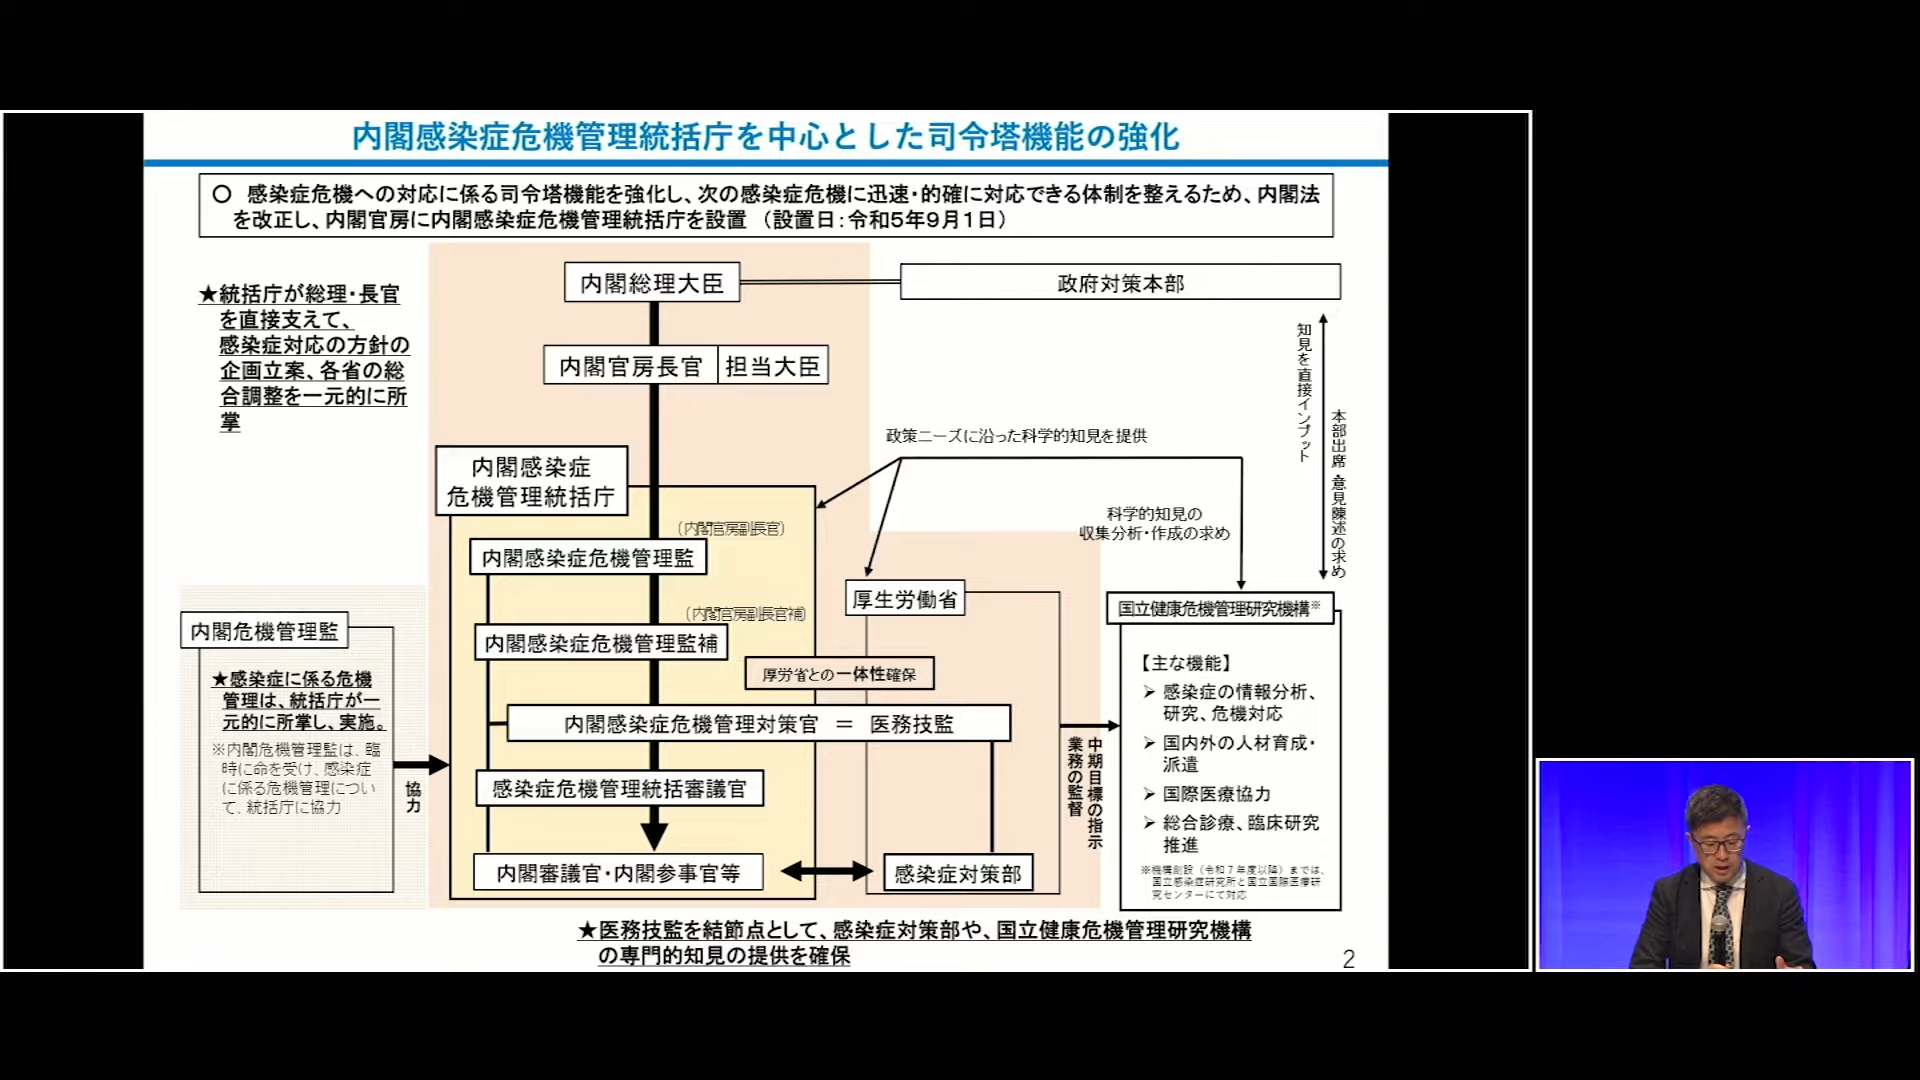 内閣感染症危機管理統括庁を中心とした司令塔機能の強化
〇　感染症危機への対応に係る司令塔機能を強化し、次の感染症危機に迅速・的確に対応できる体制を整えるため、内閣法
を改正し、内閣官房に内閣感染症危機管理統括庁を設置　（設置日：令和5年9月1日）
★統括庁が総理・長官
を直接支えて、
感染症対応の方針の
企画立案、各省の総
合調整を一元的に所
掌
内閣総理大臣
政府対策本部
内閣官房長官
担当大臣
知見を直接インプット
本部出席・意見陳述の求め
政策ニーズに沿った科学的知見を提供
科学的知見の
収集分析・作成の求め
内閣感染症
危機管理統括庁
（内閣官房副長官）
内閣感染症危機管理監
（内閣官房副長官補）
内閣感染症危機管理監補
厚生労働省
厚労省との一体性確保
内閣感染症危機管理対策官　＝　医務技監
感染症危機管理統括審議官
内閣審議官・内閣参事官等
感染症対策部
内閣危機管理監
★感染症に係る危機
管理は、統括庁が一
元的に所掌し、実施。
※内閣危機管理監は、臨
時に命を受け、感染症
に係る危機管理につい
て、統括庁に協力
協力
中期目標の指示
業務の監督
国立健康危機管理研究機構※
【主な機能】
➢ 感染症の情報分析、
研究、危機対応
➢ 国内外の人材育成・
派遣
➢ 国際医療協力
➢ 総合診療、臨床研究
推進
※機構創設（令和７年度以降）までは、
国立感染症研究所と国立国際医療研
究センターにて対応
★医務技監を結節点として、感染症対策部や、国立健康危機管理研究機構
の専門的知見の提供を確保
2